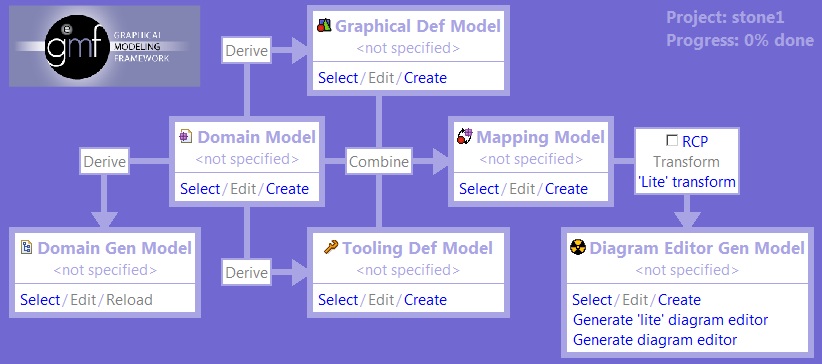 e
gmf
GRAPHICAL
MODELING
FRAMEWORK
Project: stone1
Progress: 0% done
Derive
Graphical Def Model
<not specified>
Select/Edit/Create
Derive
Domain Model
<not specified>
Select/Edit/Create
Combine
Mapping Model
<not specified>
Select/Edit/Create
RCP
Transform
'Lite' transform
Domain Gen Model
<not specified>
Select/Edit/Reload
Derive
Tooling Def Model
<not specified>
Select/Edit/Create
Diagram Editor Gen Model
<not specified>
Select/Edit/Create
Generate 'lite' diagram editor
Generate diagram editor